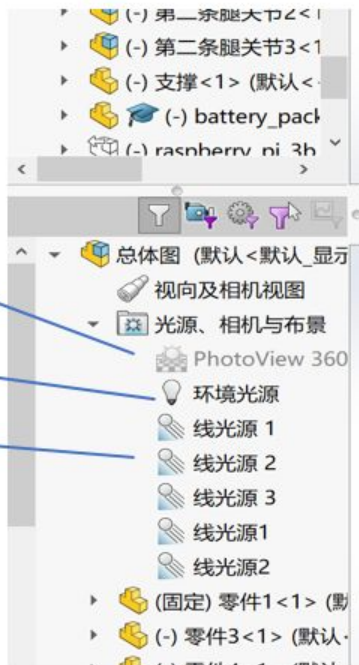 (-) 第二条腿关节2<1
(-) 第二条腿关节3<1
(-) 支撑<1> (默认<
(-) battery_pack
(-) raspberry_pi_3b
总体图 (默认<默认_显示
视向及相机视图
光源、相机与布景
PhotoView 360
环境光源
线光源 1
线光源 2
线光源 3
线光源1
线光源2
(固定) 零件1<1> (默
(-) 零件3<1> (默认